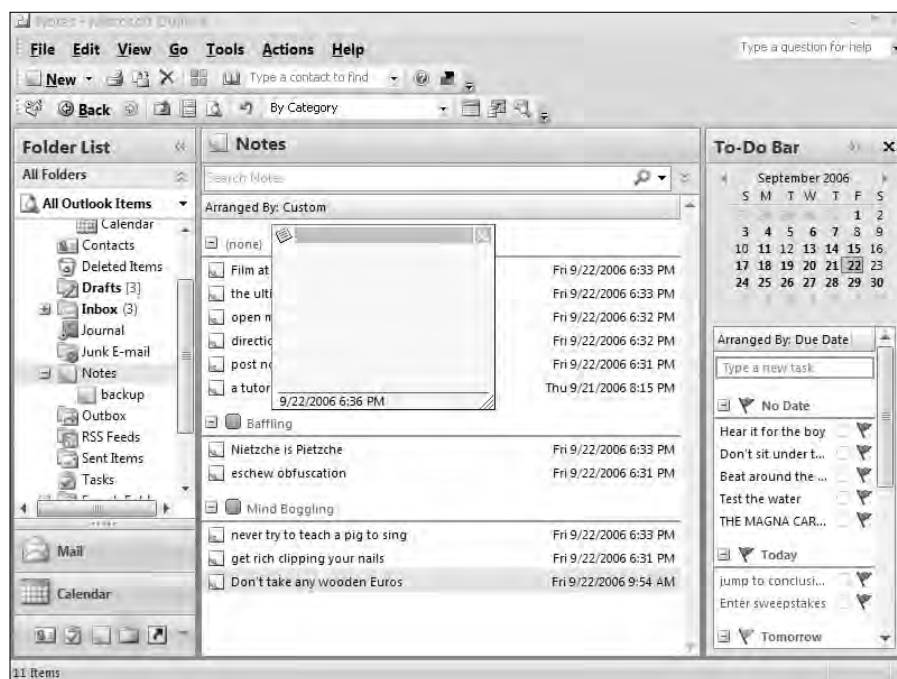 Notes - Microsoft Outlo
File Edit View Go Tools Actions Help
Type a question for help
New
Type a contact to find
Back
By Category
Folder List
Notes
To-Do Bar
All Folders
Search Notes
September 2006
All Outlook Items
Arranged By: Custom
S M T W T F S
Calendar
1 2
Contacts
(none)
3 4 5 6 7 8 9
Deleted Items
Film at
Fri 9/22/2006 6:33 PM
10 11 12 13 14 15 16
Drafts [3]
the ulti
Fri 9/22/2006 6:33 PM
17 18 19 20 21 22 23
Inbox (3)
open
Fri 9/22/2006 6:32 PM
24 25 26 27 28 29 30
Journal
directio
Fri 9/22/2006 6:32 PM
Junk E-mail
Arranged By: Due Date
Notes
post
Fri 9/22/2006 6:31 PM
Type a new task
backup
a tutor
Thu 9/21/2006 8:15 PM
9/22/2006 6:36 PM
No Date
Outbox
Baffling
Hear it for the boy
RSS Feeds
Nietzche is Pietzche
Fri 9/22/2006 6:33 PM
Don't sit under t...
Sent Items
eschew obfuscation
Fri 9/22/2006 6:31 PM
Beat around the ...
Tasks
Test the water
Mind Boggling
THE MAGNA CAR...
never try to teach a pig to sing
Fri 9/22/2006 6:33 PM
Mail
get rich clipping your nails
Fri 9/22/2006 6:31 PM
Today
Don't take any wooden Euros
Fri 9/22/2006 9:54 AM
jump to conclusi...
Calendar
Enter sweepstakes
Tomorrow
11 Items